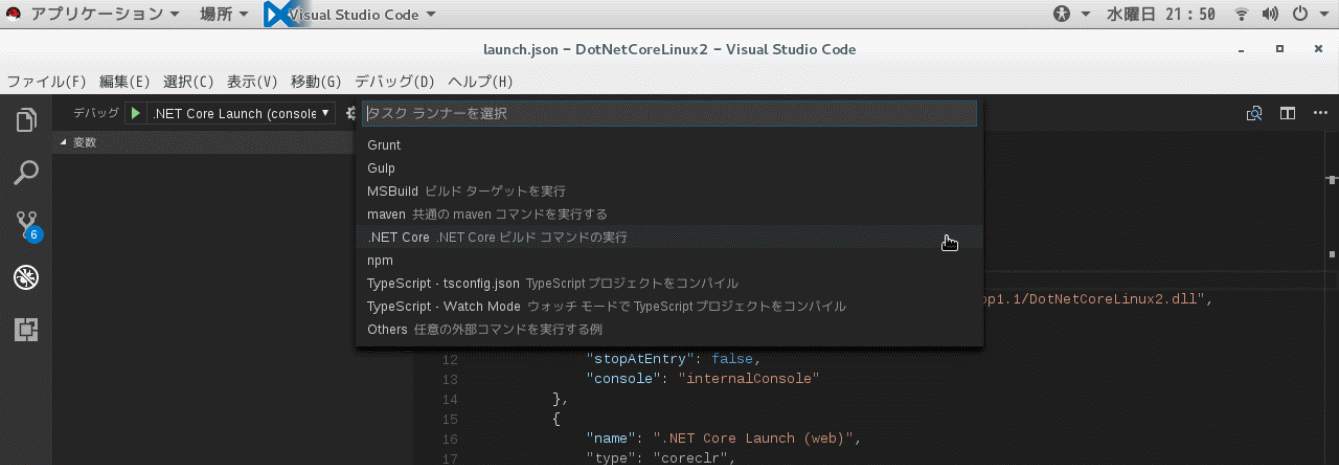 アプリケーション 場所 Visual Studio Code 水曜日 21:50
launch.json - DotNetCoreLinux2 - Visual Studio Code
ファイル(F) 編集(E) 選択(C) 表示(V) 移動(G) デバッグ(D) ヘルプ(H)
デバッグ .NET Core Launch (console
タスク ランナーを選択
変数
Grunt
Gulp
MSBuild ビルド ターゲットを実行
maven 共通の maven コマンドを実行する
.NET Core .NET Core ビルド コマンドの実行
6
npm
TypeScript - tsconfig.json TypeScript プロジェクトをコンパイル
op1.1/DotNetCoreLinux2.dll",
TypeScript - Watch Mode ウォッチ モードで TypeScript プロジェクトをコンパイル
Others 任意の外部コマンドを実行する例
12 "stopAtEntry": false,
13 "console": "internalConsole"
14 },
15 {
16 "name": ".NET Core Launch (web)",
17 "type": "coreclr",